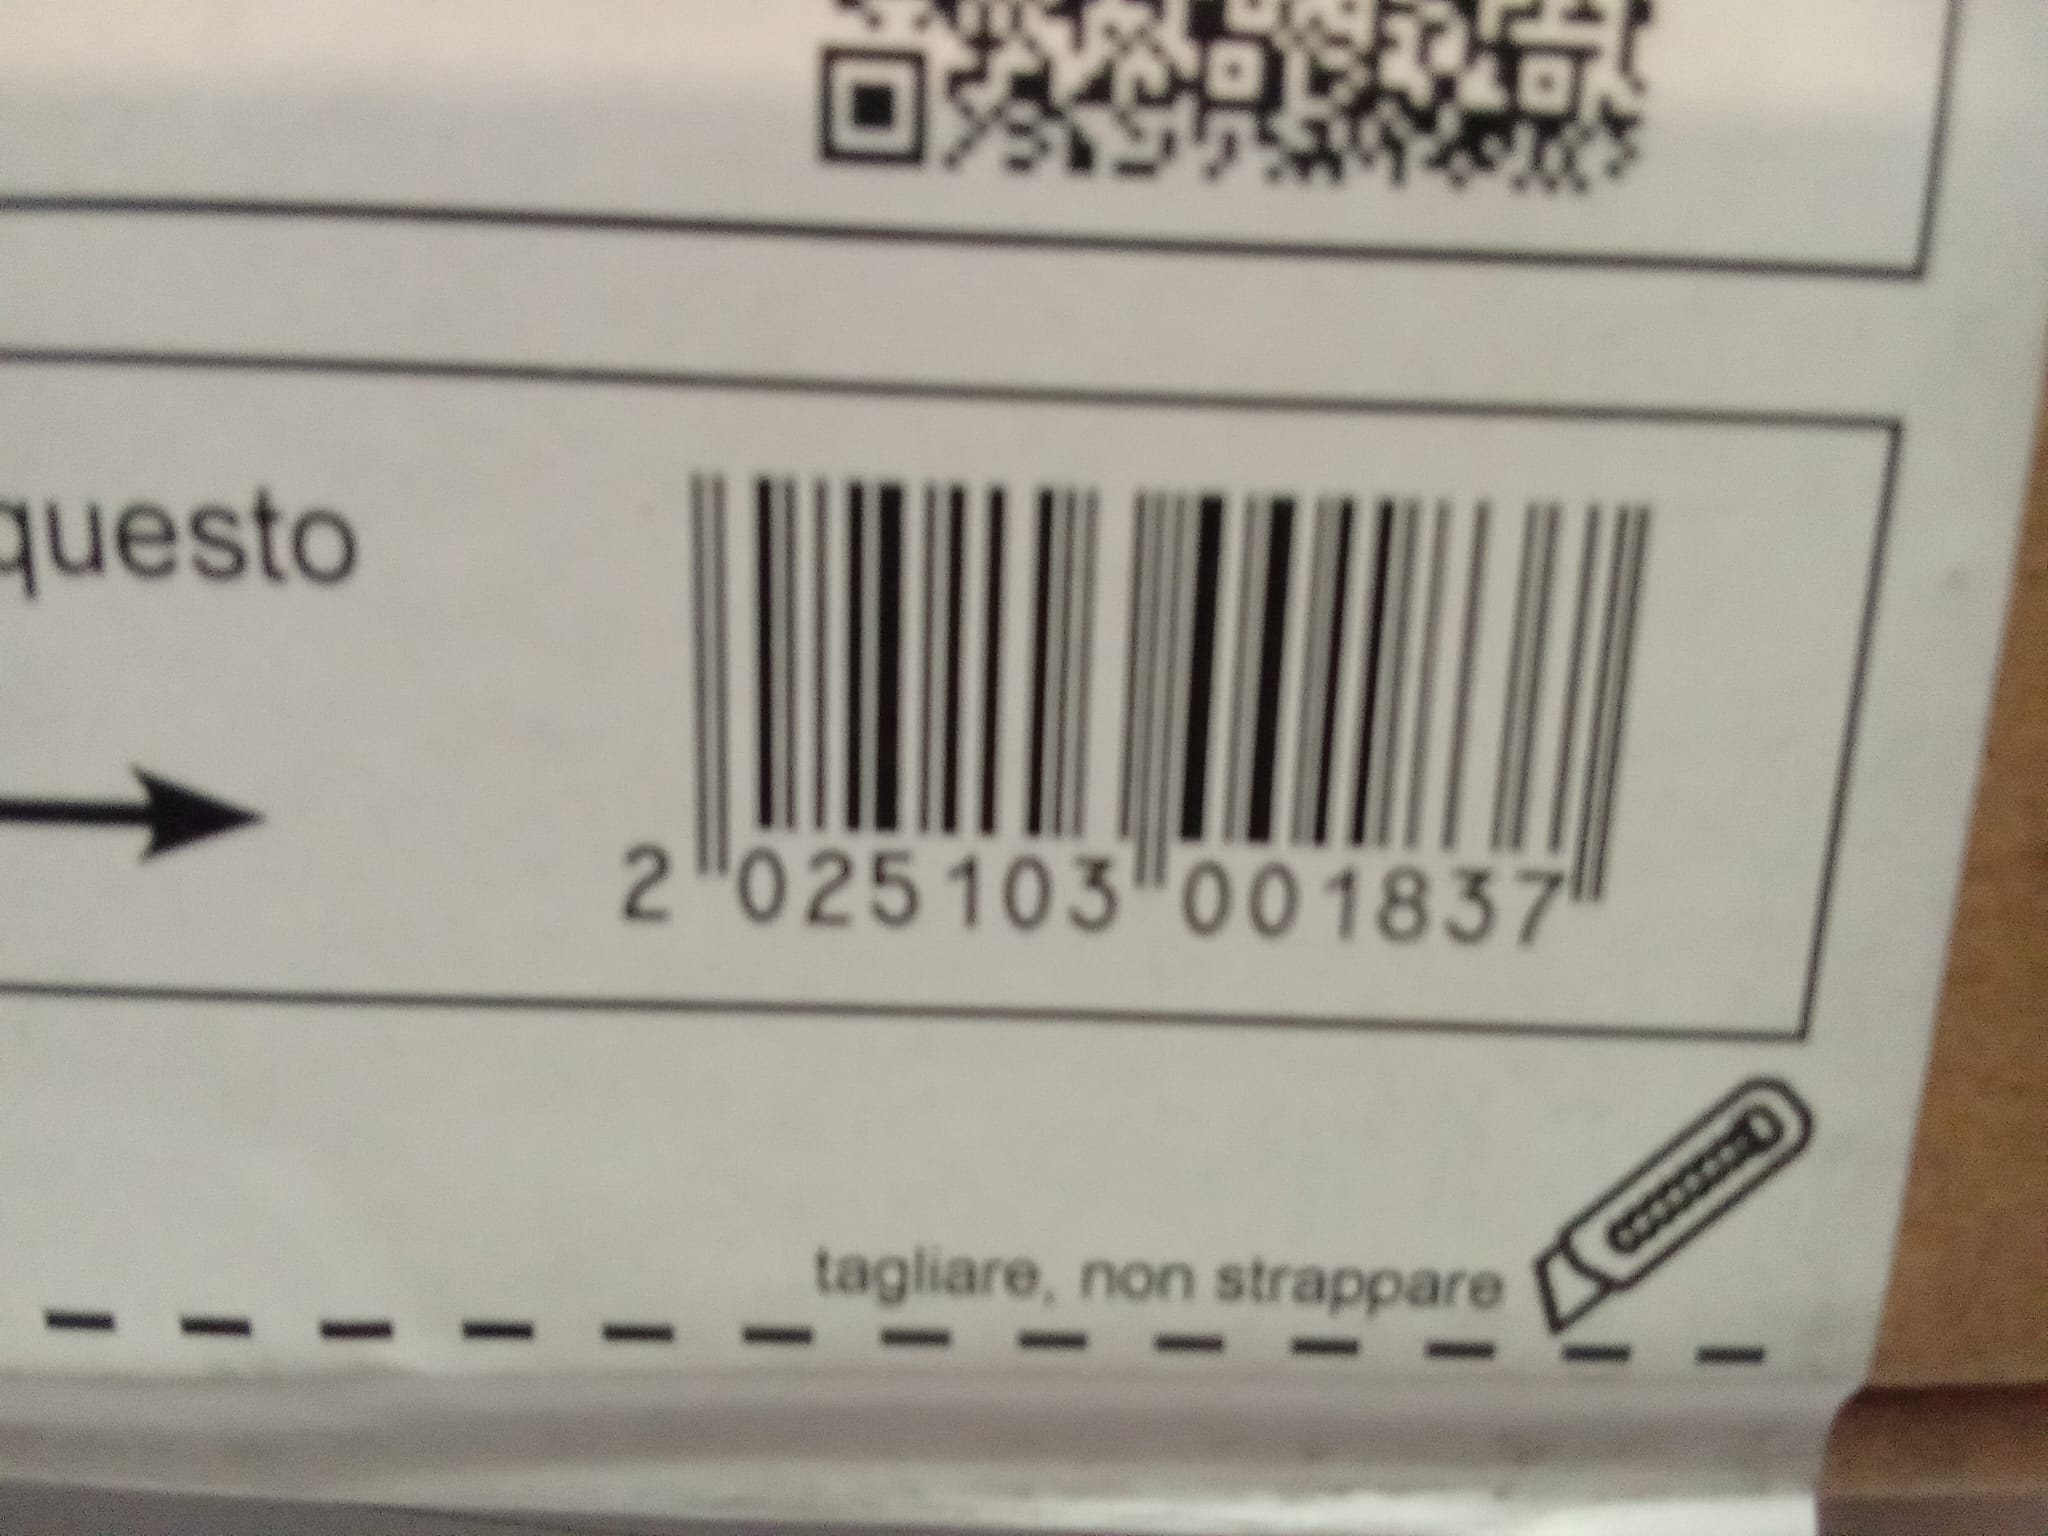 questo
2 025103 001837
tagliare, non strappare